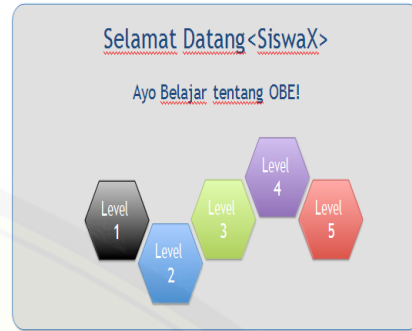 Selamat Datang<SiswaX>
Ayo Belajar tentang OBE!
Level
1
Level
2
Level
3
Level
4
Level
5